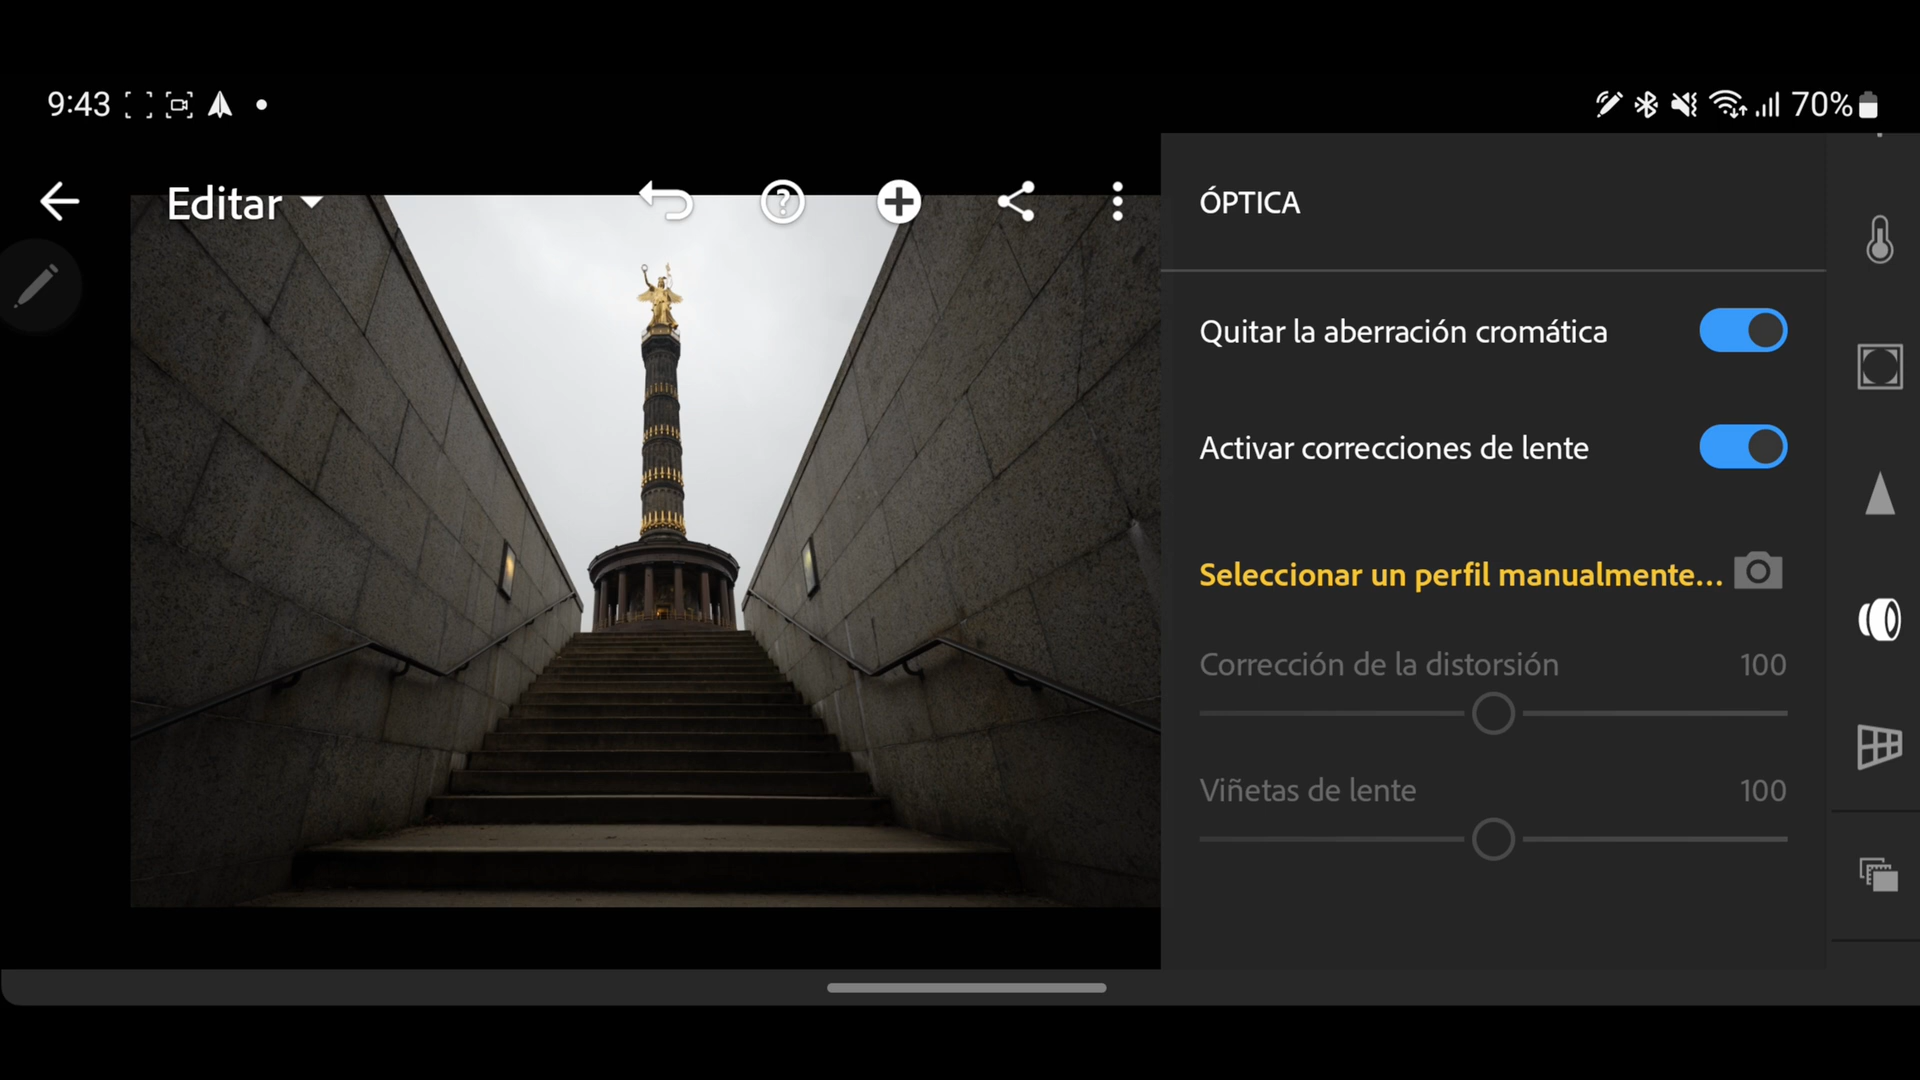 9:43
70%
Editar
ÓPTICA
Quitar la aberración cromática
Activar correcciones de lente
Seleccionar un perfil manualmente...
Corrección de la distorsión 100
Viñetas de lente 100